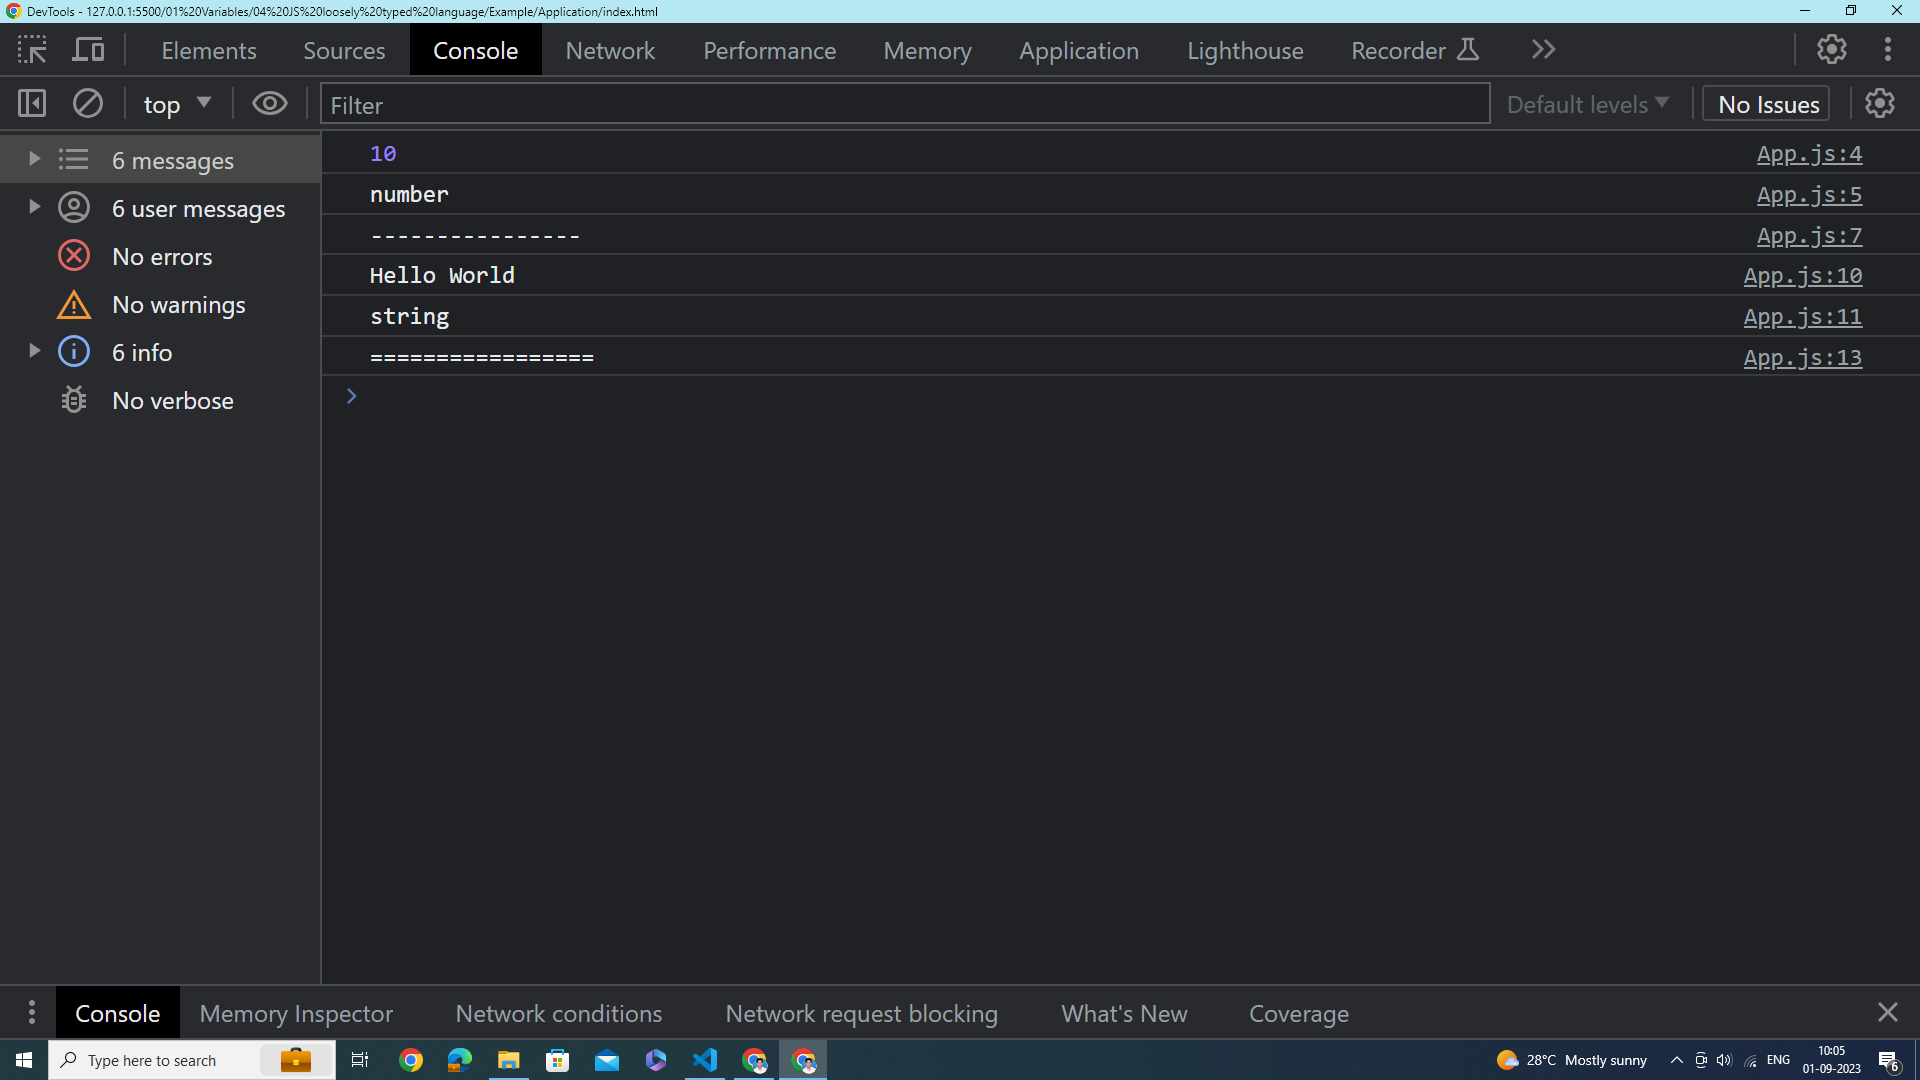 DevTools - 127.0.0.1:5500/01%20Variables/04%20JS%20loosely%20typed%20language/Example/Application/index.html
Elements Sources Console Network Performance Memory Application Lighthouse Recorder
top Filter Default levels No Issues
6 messages
6 user messages
No errors
No warnings
6 info
No verbose
10 App.js:4
number App.js:5
---------------- App.js:7
Hello World App.js:10
string App.js:11
================= App.js:13
Console Memory Inspector Network conditions Network request blocking What's New Coverage
Type here to search 28°C Mostly sunny ENG 10:05
01-09-2023 6